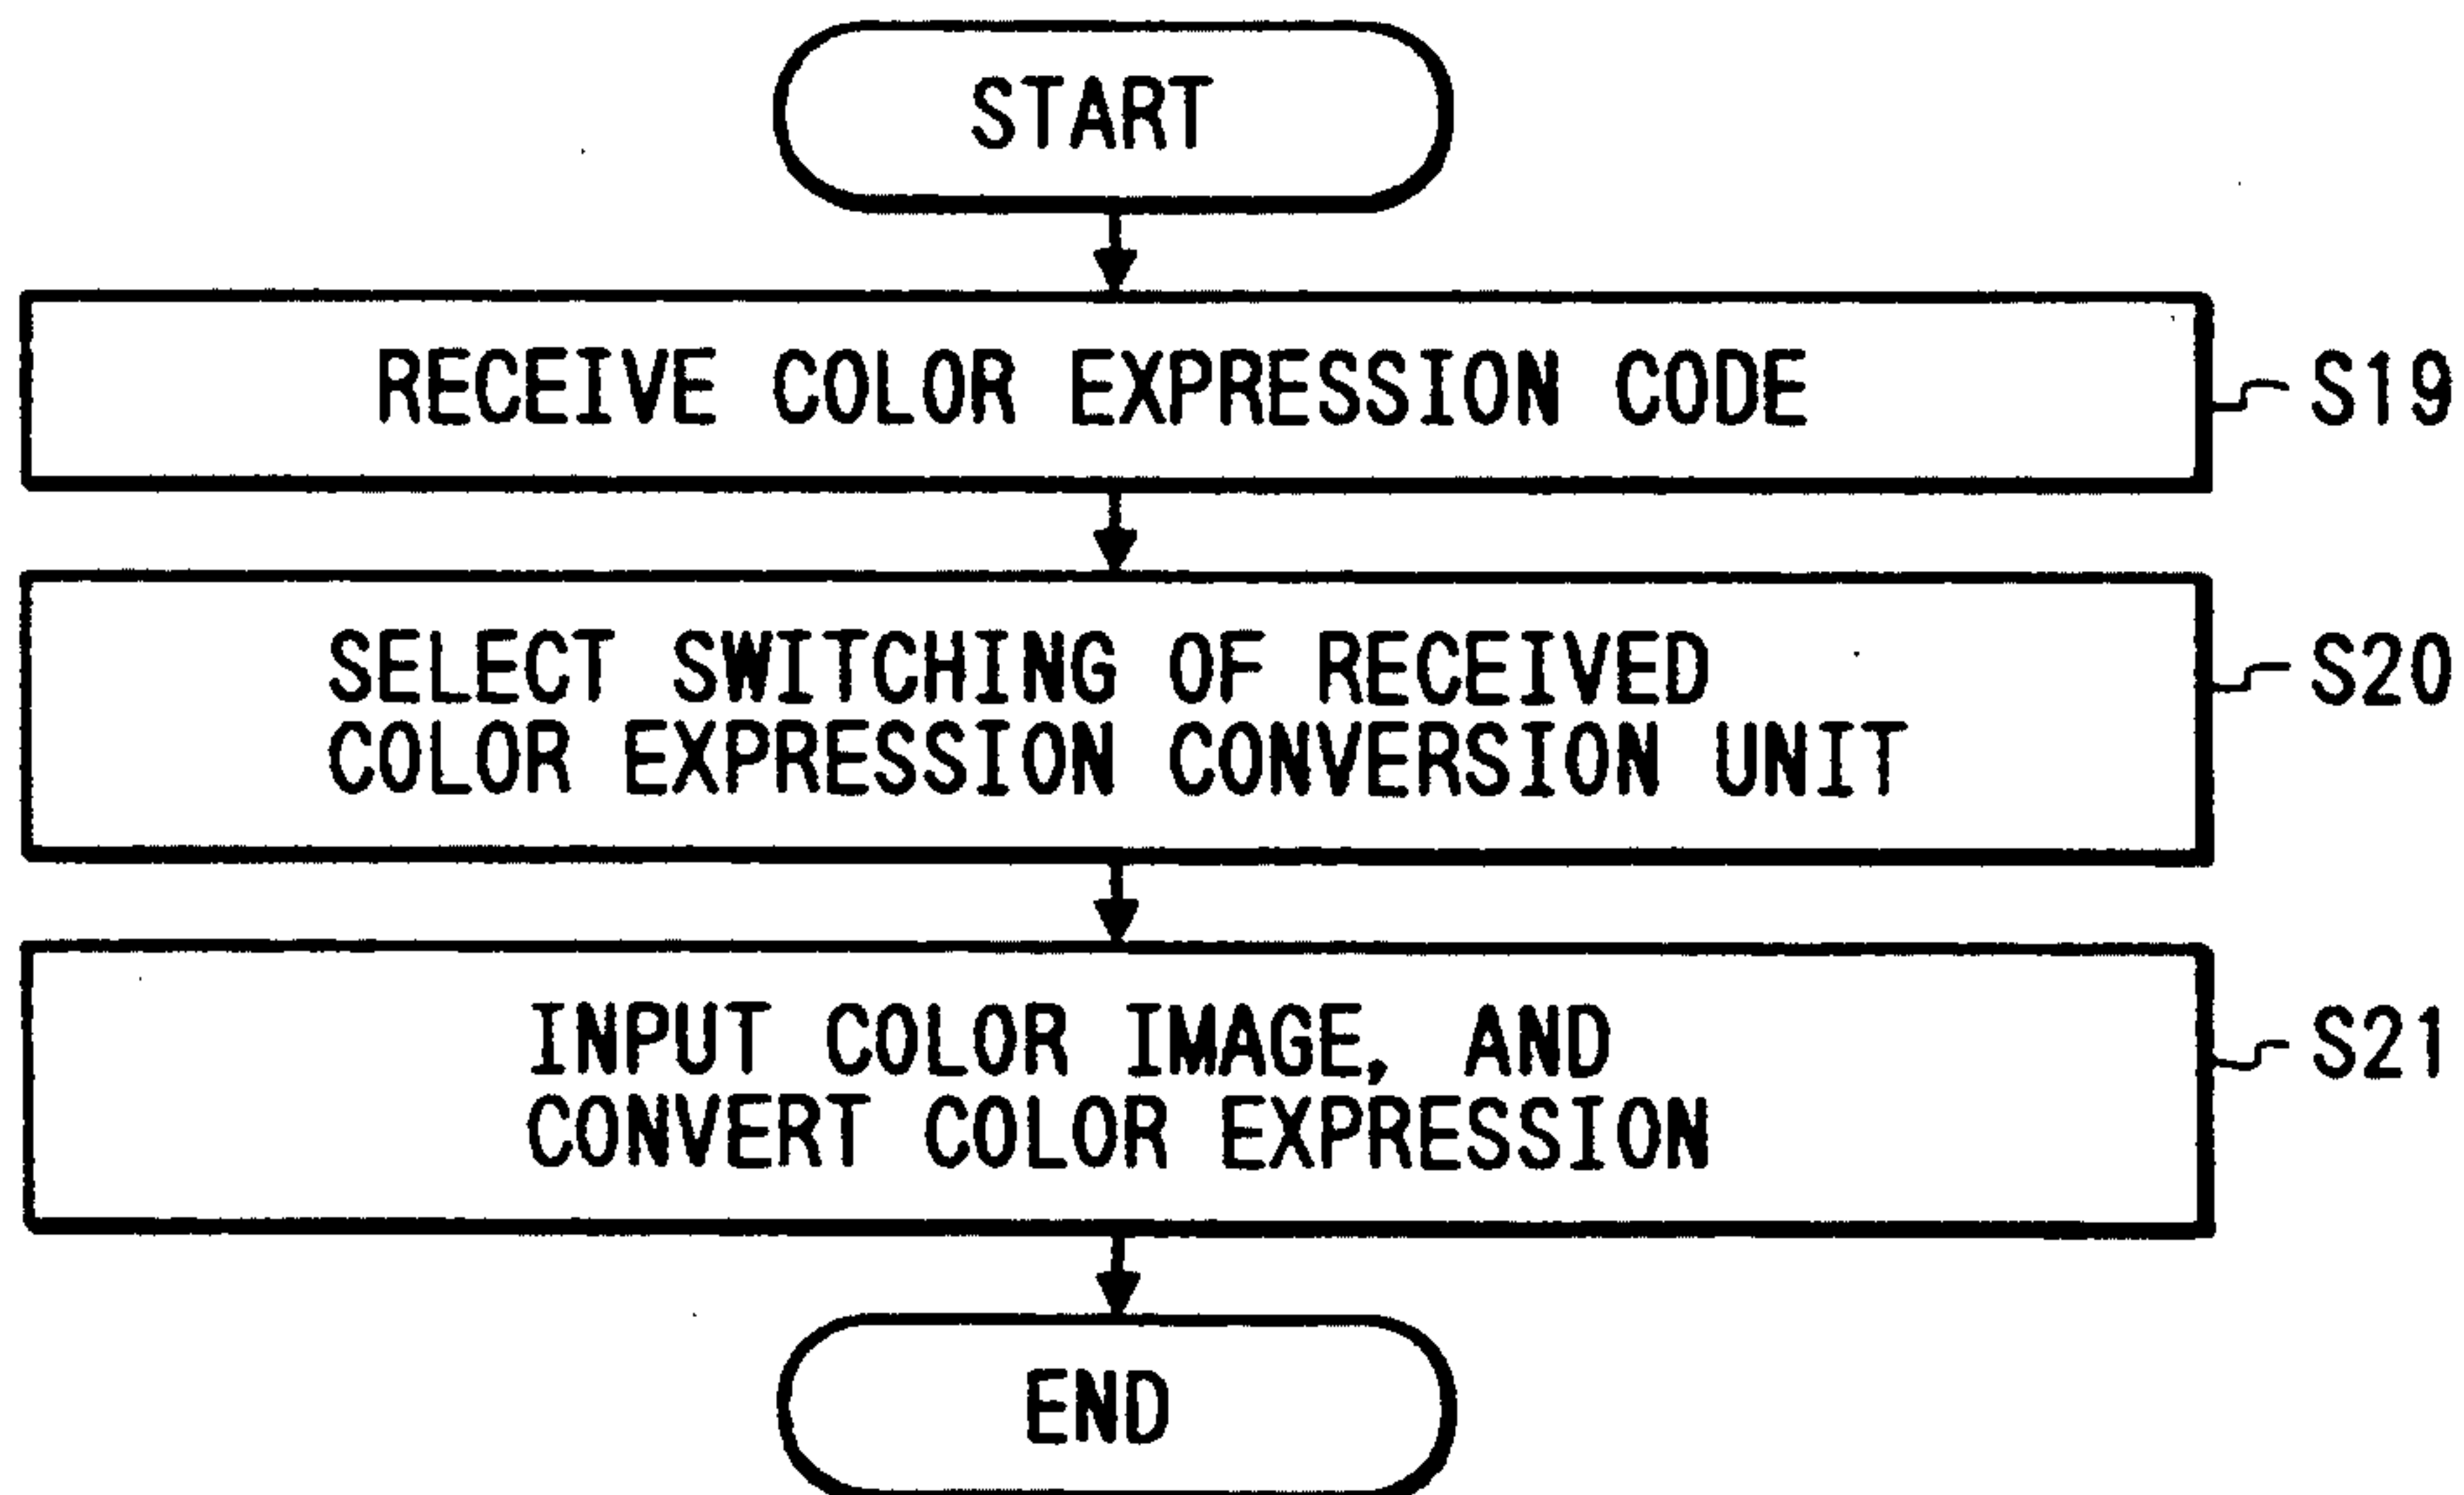 START
RECEIVE COLOR EXPRESSION CODE
S19
SELECT SWITCHING OF RECEIVED
COLOR EXPRESSION CONVERSION UNIT
S20
INPUT COLOR IMAGE, AND
CONVERT COLOR EXPRESSION
S21
END